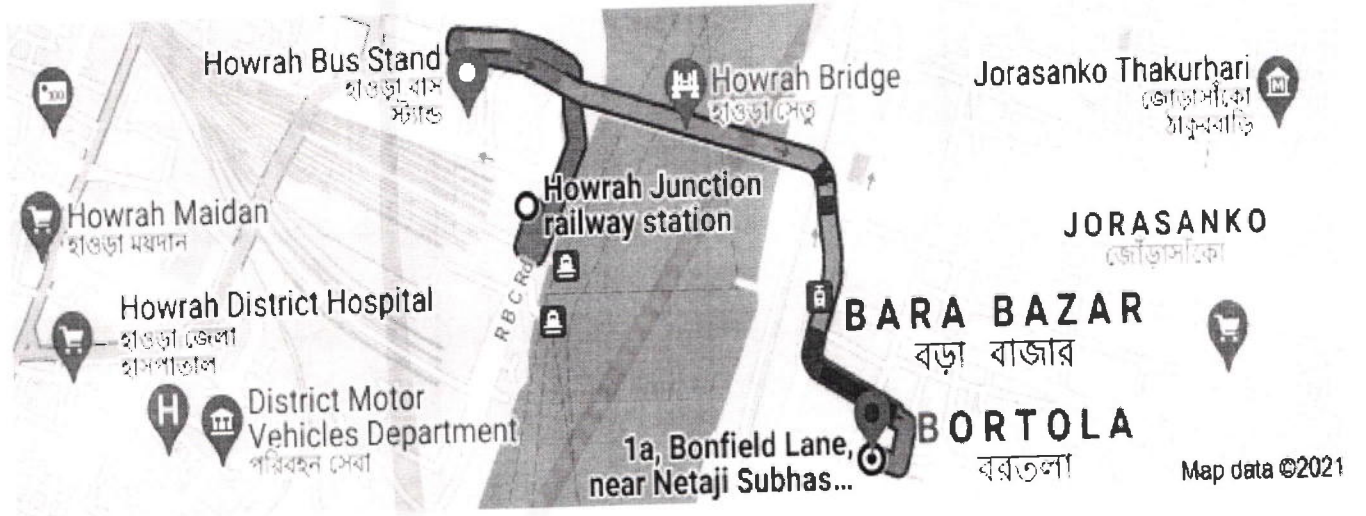 Howrah Bus Stand
হাওড়া বাস
স্ট্যান্ড
Howrah Bridge
হাওড়া সেতু
Jorasanko Thakurbari
জোড়াসাঁকো
ঠাকুরবাড়ি
Howrah Junction
railway station
Howrah Maidan
হাওড়া ময়দান
JORASANKO
জোড়াসাঁকো
R B C Rd
Howrah District Hospital
হাওড়া জেলা
হাসপাতাল
BARA BAZAR
বড়া বাজার
H
District Motor
Vehicles Department
পরিবহন সেবা
BORTOLA
বরতলা
1a, Bonfield Lane,
near Netaji Subhas...
Map data ©2021